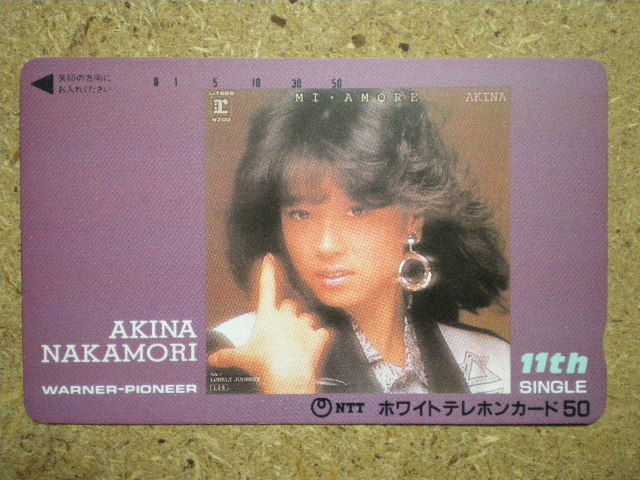 矢印の方向に
お入れください
0 1 5 10 30 50
L-1666
¥700
MI・AMORE AKINA
AKINA
NAKAMORI
WARNER-PIONEER
LONELY JOURNEY
11th
SINGLE
NTT ホワイトテレホンカード50